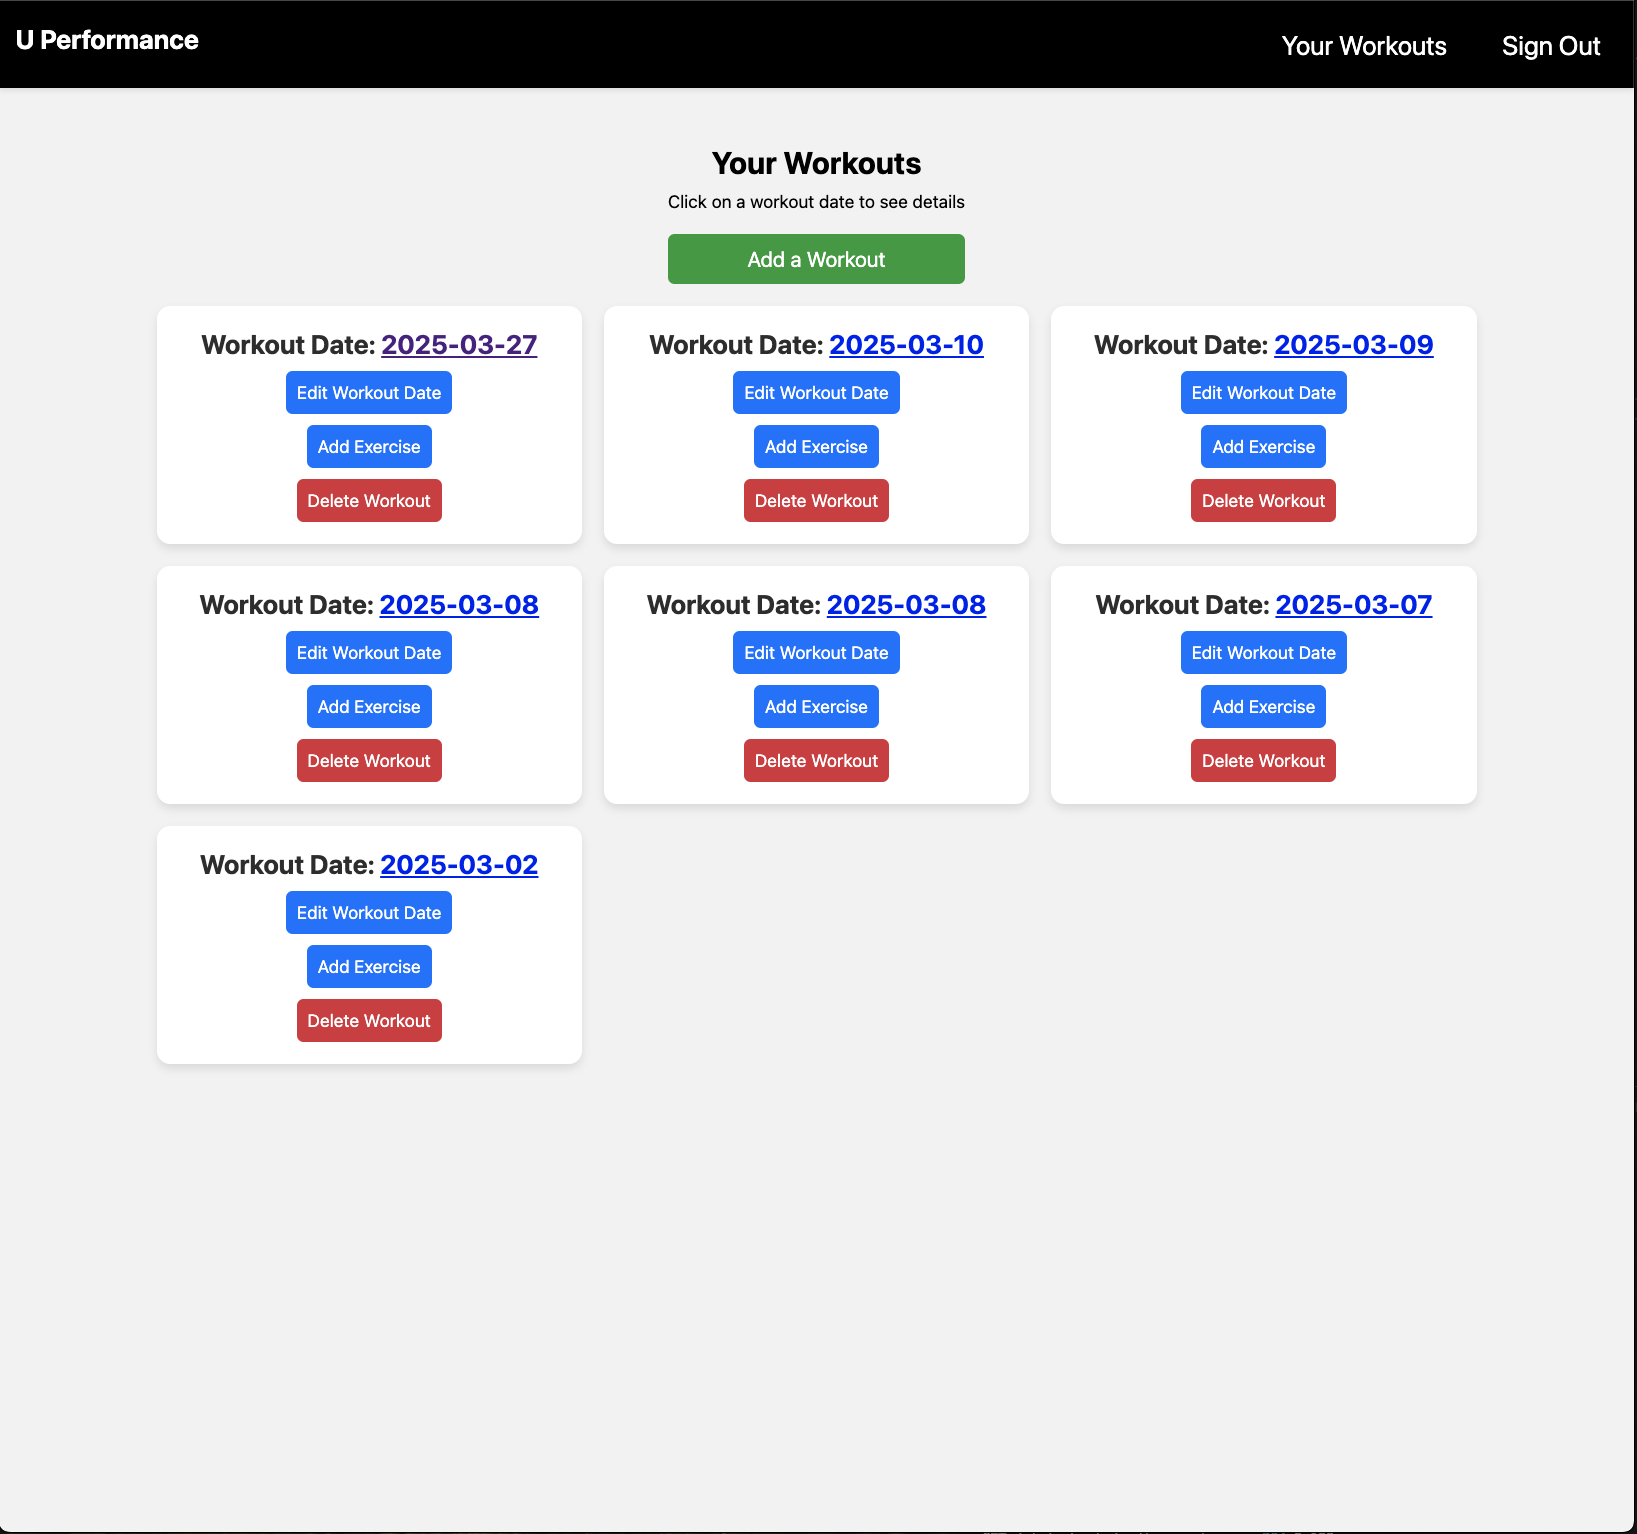 U Performance
Your Workouts
Sign Out
Your Workouts
Click on a workout date to see details
Add a Workout
Workout Date: 2025-03-27
Edit Workout Date
Add Exercise
Delete Workout
Workout Date: 2025-03-10
Edit Workout Date
Add Exercise
Delete Workout
Workout Date: 2025-03-09
Edit Workout Date
Add Exercise
Delete Workout
Workout Date: 2025-03-08
Edit Workout Date
Add Exercise
Delete Workout
Workout Date: 2025-03-08
Edit Workout Date
Add Exercise
Delete Workout
Workout Date: 2025-03-07
Edit Workout Date
Add Exercise
Delete Workout
Workout Date: 2025-03-02
Edit Workout Date
Add Exercise
Delete Workout